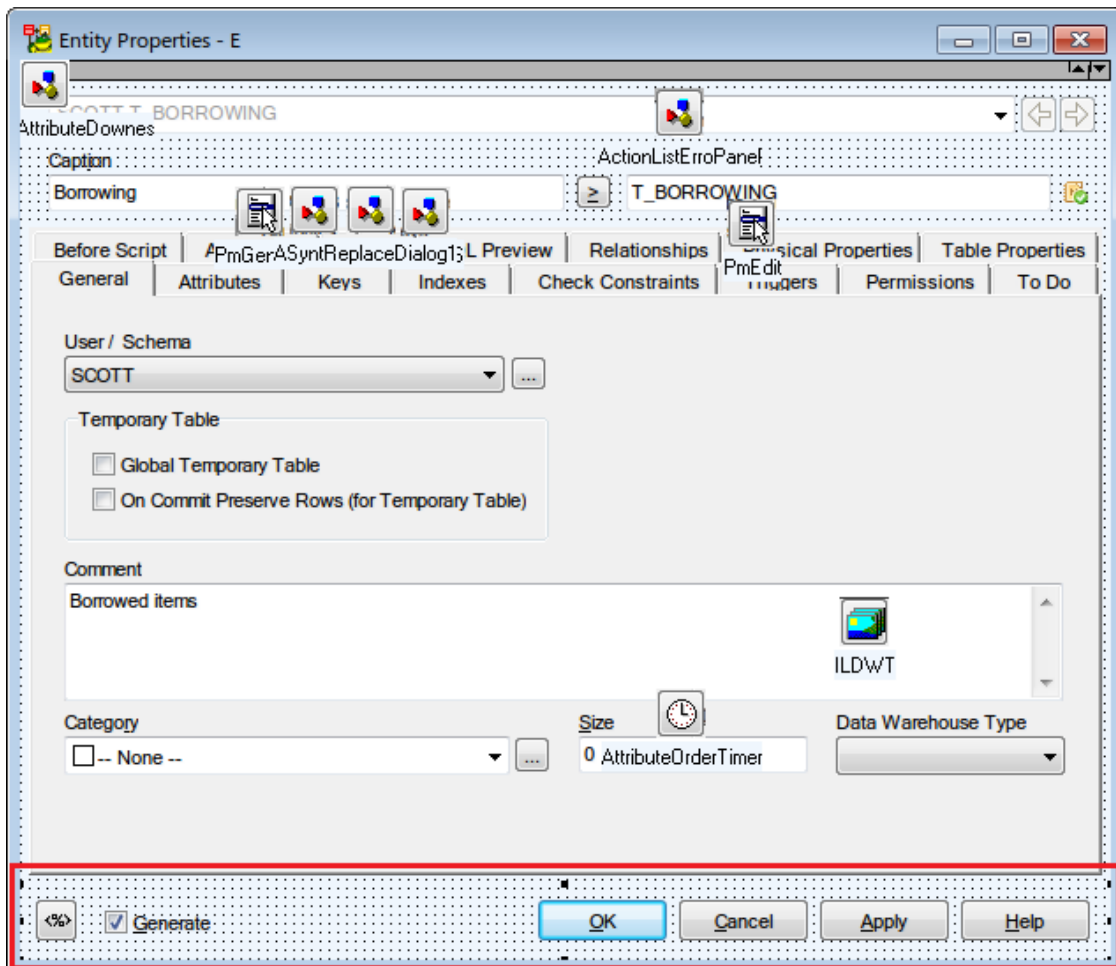 Entity Properties - E
SCOTT.T_BORROWING
AttributeDownes
Caption
ActionListErroPanel
Borrowing
≥
T_BORROWING
Before Script
PmGer
ASyntReplaceDialog1
L Preview
Relationships
sical Properties
Table Properties
PmEdit
General
Attributes
Keys
Indexes
Check Constraints
Triggers
Permissions
To Do
User / Schema
SCOTT
...
Temporary Table
Global Temporary Table
On Commit Preserve Rows (for Temporary Table)
Comment
Borrowed items
ILDWT
Category
Size
Data Warehouse Type
-- None --
...
0
AttributeOrderTimer
<%>
Generate
OK
Cancel
Apply
Help